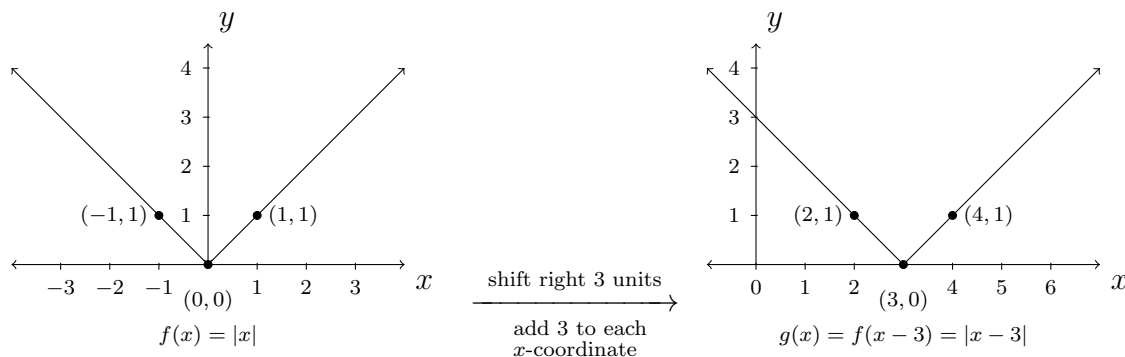 y
4
3
2
1
(−1, 1)
(1, 1)
−3 −2 −1 1 2 3 x
(0, 0)
f(x) = |x|
shift right 3 units
add 3 to each
x-coordinate
y
4
3
2
1
(2, 1)
(4, 1)
0 1 2 4 5 6 x
(3, 0)
g(x) = f(x − 3) = |x − 3|